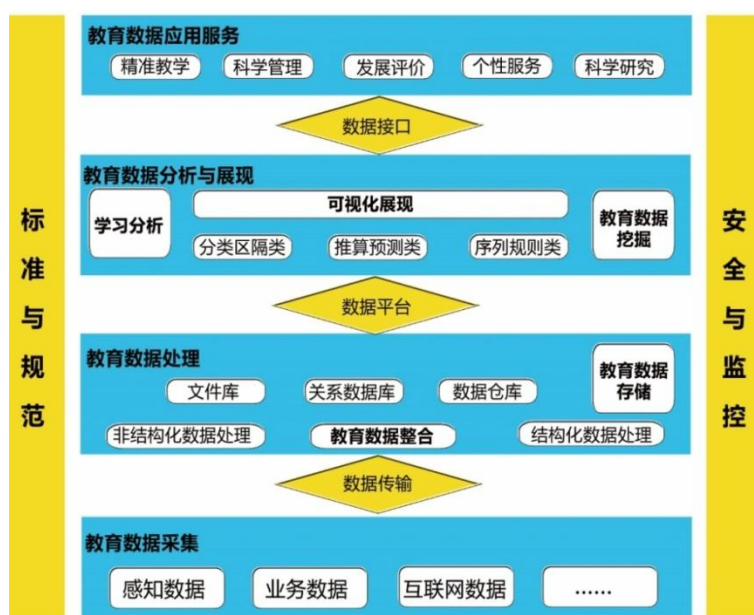 教育数据应用服务
精准教学 科学管理 发展评价 个性服务 科学研究
数据接口
教育数据分析与展现
学习分析
可视化展现
教育数据
挖掘
分类区隔类 推算预测类 序列规则类
数据平台
教育数据处理
教育数据
存储
文件库 关系数据库 数据仓库
非结构化数据处理 教育数据整合 结构化数据处理
数据传输
教育数据采集
感知数据 业务数据 互联网数据 ……
标准与规范
安全与监控